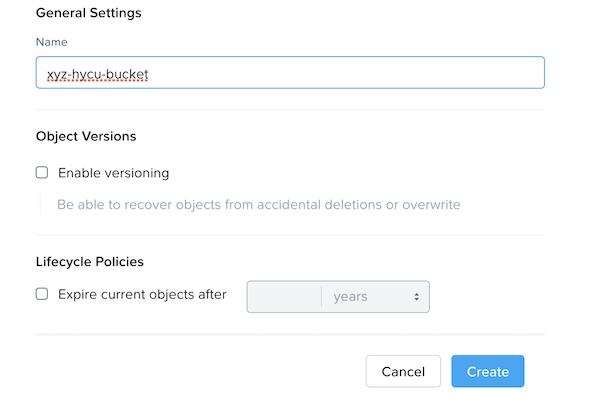 General Settings
Name
xyz-hycu-bucket
Object Versions
Enable versioning
Be able to recover objects from accidental deletions or overwrite
Lifecycle Policies
Expire current objects after years
Cancel Create